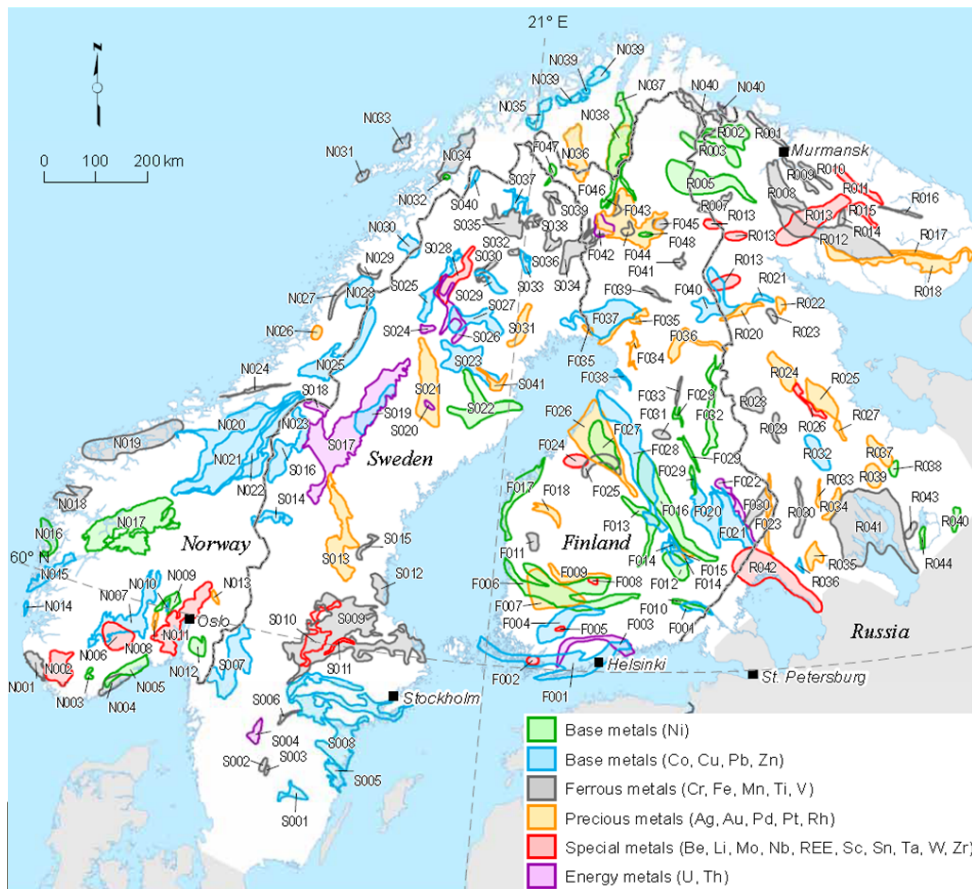 21° E
N
0 100 200 km
N039
N039
N039
N037
N035
N040
N040
N033
N038
R002
R001
Murmansk
N031
N034
F047
N036
R003
R009
R010
S037
R005
R008
R011
N032
S040
F046
R007
R016
S035
S039
F043
R013
R013
R015
N030
S032
S038
F045
R014
R017
S028
S030
S036
F042
F044
F048
R013
R012
N029
S025
F041
R013
R018
S029
S033
S034
N027
N028
S027
F039
F040
R021
R022
N026
S024
S026
S031
F037
F035
R020
R023
N025
S023
F035
F034
F036
N024
S018
S021
S041
F038
F033
F029
R024
R025
S019
S022
F026
F031
F032
R028
N020
N023
S020
F027
R026
R027
N019
S017
Sweden
F024
F028
R029
N021
S016
F029
F029
R032
R037
N022
F017
F025
F022
R038
N018
S014
F018
F016
F020
F030
R033
R039
R043
N017
F013
R030
R034
R041
R040
N016
Norway
S015
F011
Finland
F021
F023
60° N
S013
F014
F015
R035
R044
N015
N010
N009
N013
S012
F009
F008
F012
F014
R042
R036
N007
F006
N014
Oslo
S010
S009
F007
F010
N011
F004
F005
F003
F001
Russia
N006
N008
N002
N012
S007
S011
Helsinki
N001
N005
F002
St. Petersburg
N003
N004
S006
Stockholm
F001
S004
S008
S002
S003
S005
S001
Base metals (Ni)
Base metals (Co, Cu, Pb, Zn)
Ferrous metals (Cr, Fe, Mn, Ti, V)
Precious metals (Ag, Au, Pd, Pt, Rh)
Special metals (Be, Li, Mo, Nb, REE, Sc, Sn, Ta, W, Zr)
Energy metals (U, Th)